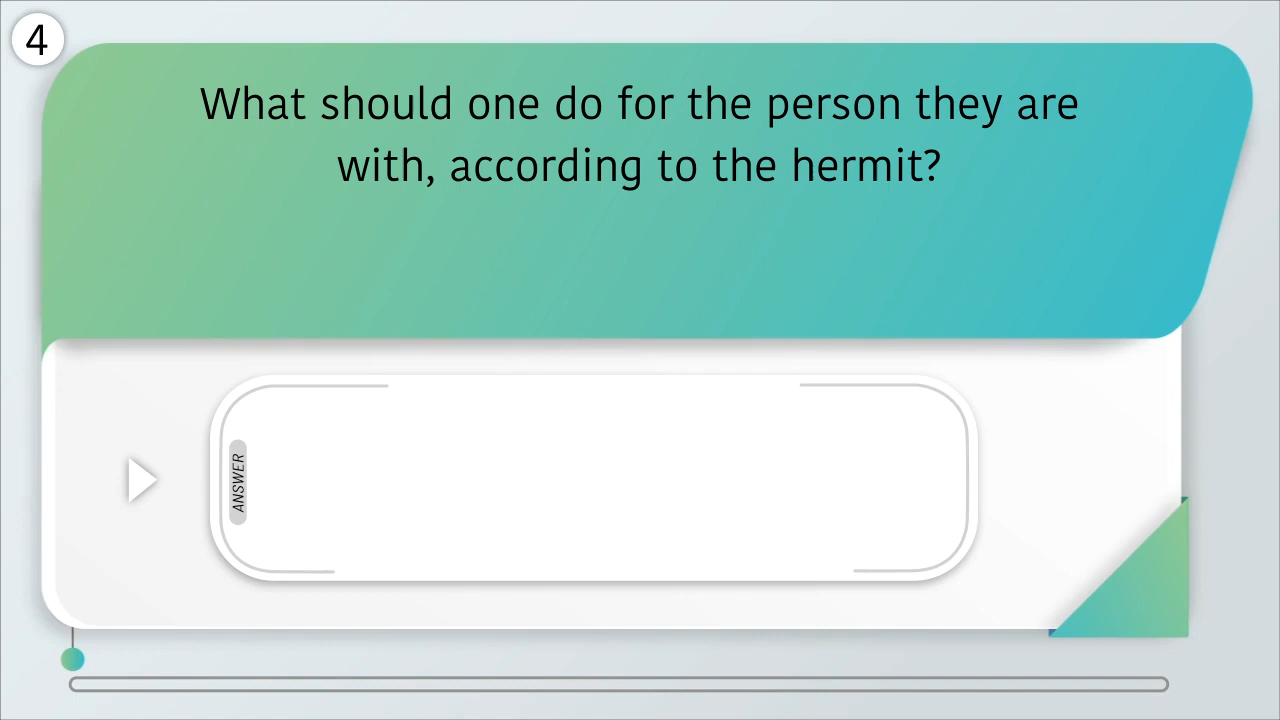 4
What should one do for the person they are
with, according to the hermit?
ANSWER